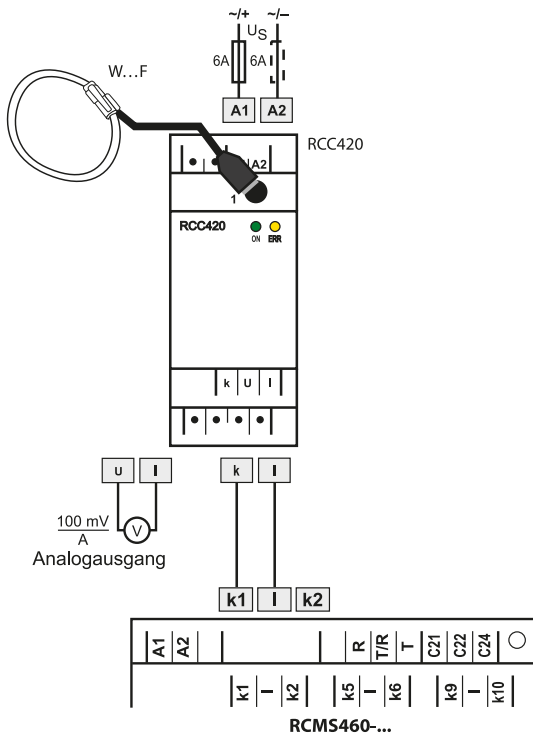 ~/+ ~/–
U_S
6A 6A
W...F
A1 A2
RCC420
A2
1
RCC420
ON ERR
k U I
U I k I
100 mV
A
V
Analogausgang
k1 I k2
A1 A2 R T/R T C21 C22 C24
k1 I k2 k5 I k6 k9 I k10
RCMS460-...